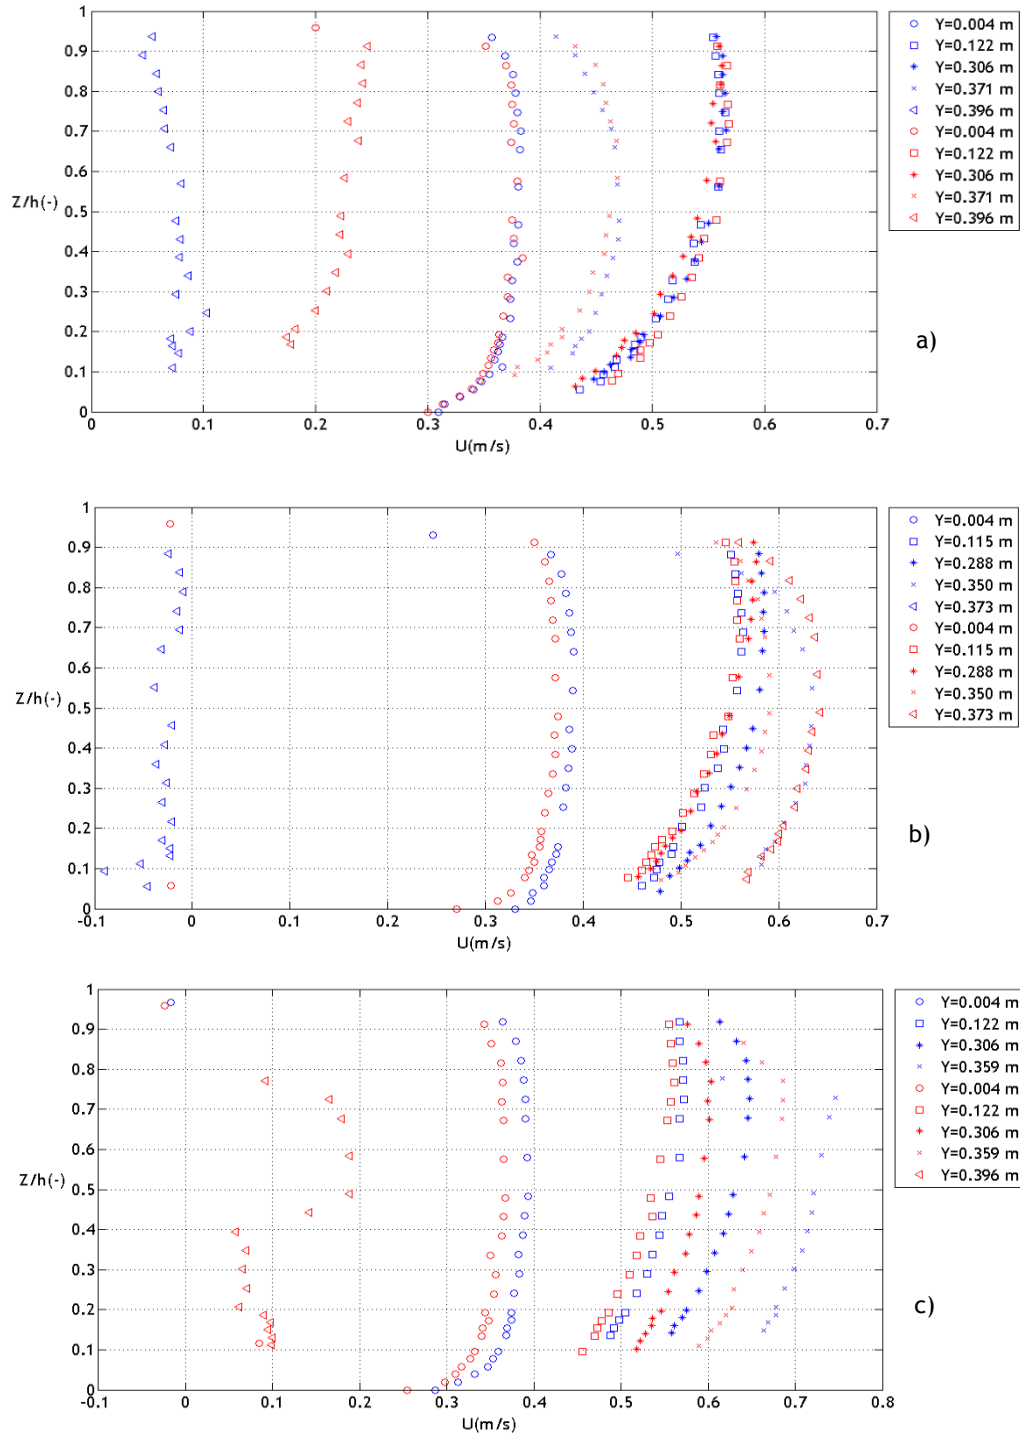 1
0.9
0.8
0.7
0.6
Z/h(-)
0.5
0.4
0.3
0.2
0.1
0
0 0.1 0.2 0.3 0.4 0.5 0.6 0.7
U(m/s)
Y=0.004 m
Y=0.122 m
Y=0.306 m
Y=0.371 m
Y=0.396 m
Y=0.004 m
Y=0.122 m
Y=0.306 m
Y=0.371 m
Y=0.396 m
a)
1
0.9
0.8
0.7
0.6
Z/h(-)
0.5
0.4
0.3
0.2
0.1
0
-0.1 0 0.1 0.2 0.3 0.4 0.5 0.6 0.7
U(m/s)
Y=0.004 m
Y=0.115 m
Y=0.288 m
Y=0.350 m
Y=0.373 m
Y=0.004 m
Y=0.115 m
Y=0.288 m
Y=0.350 m
Y=0.373 m
b)
1
0.9
0.8
0.7
0.6
Z/h(-)
0.5
0.4
0.3
0.2
0.1
0
-0.1 0 0.1 0.2 0.3 0.4 0.5 0.6 0.7 0.8
U(m/s)
Y=0.004 m
Y=0.122 m
Y=0.306 m
Y=0.359 m
Y=0.004 m
Y=0.122 m
Y=0.306 m
Y=0.359 m
Y=0.396 m
c)